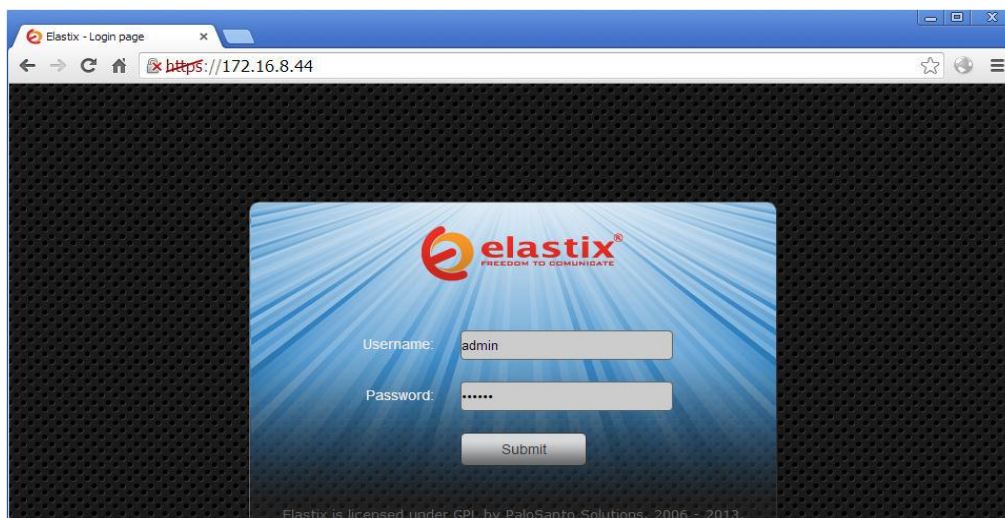 Elastix - Login page
https://172.16.8.44
elastix®
FREEDOM TO COMUNICATE
Username: admin
Password: ••••••
Submit
Elastix is licensed under GPL by PaloSanto Solutions. 2006 - 2013.